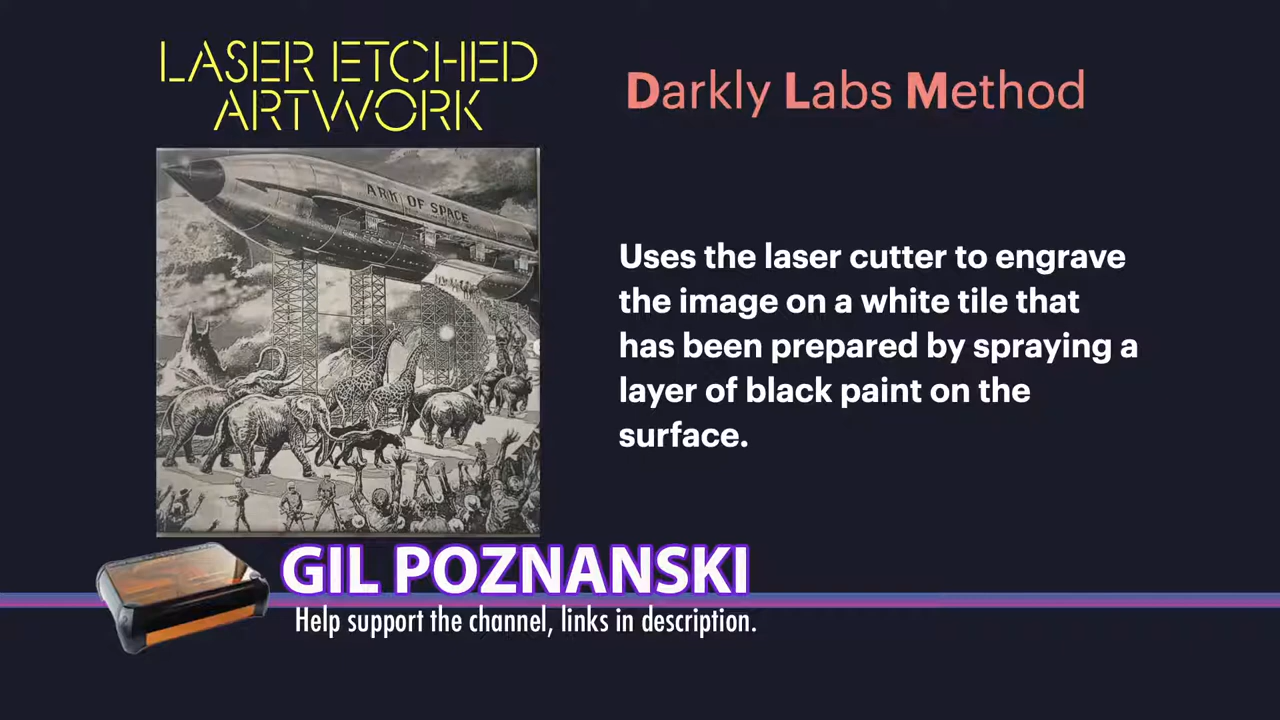 LASER ETCHED
ARTWORK
Darkly Labs Method
ARK OF SPACE
Uses the laser cutter to engrave
the image on a white tile that
has been prepared by spraying a
layer of black paint on the
surface.
GIL POZNANSKI
Help support the channel, links in description.